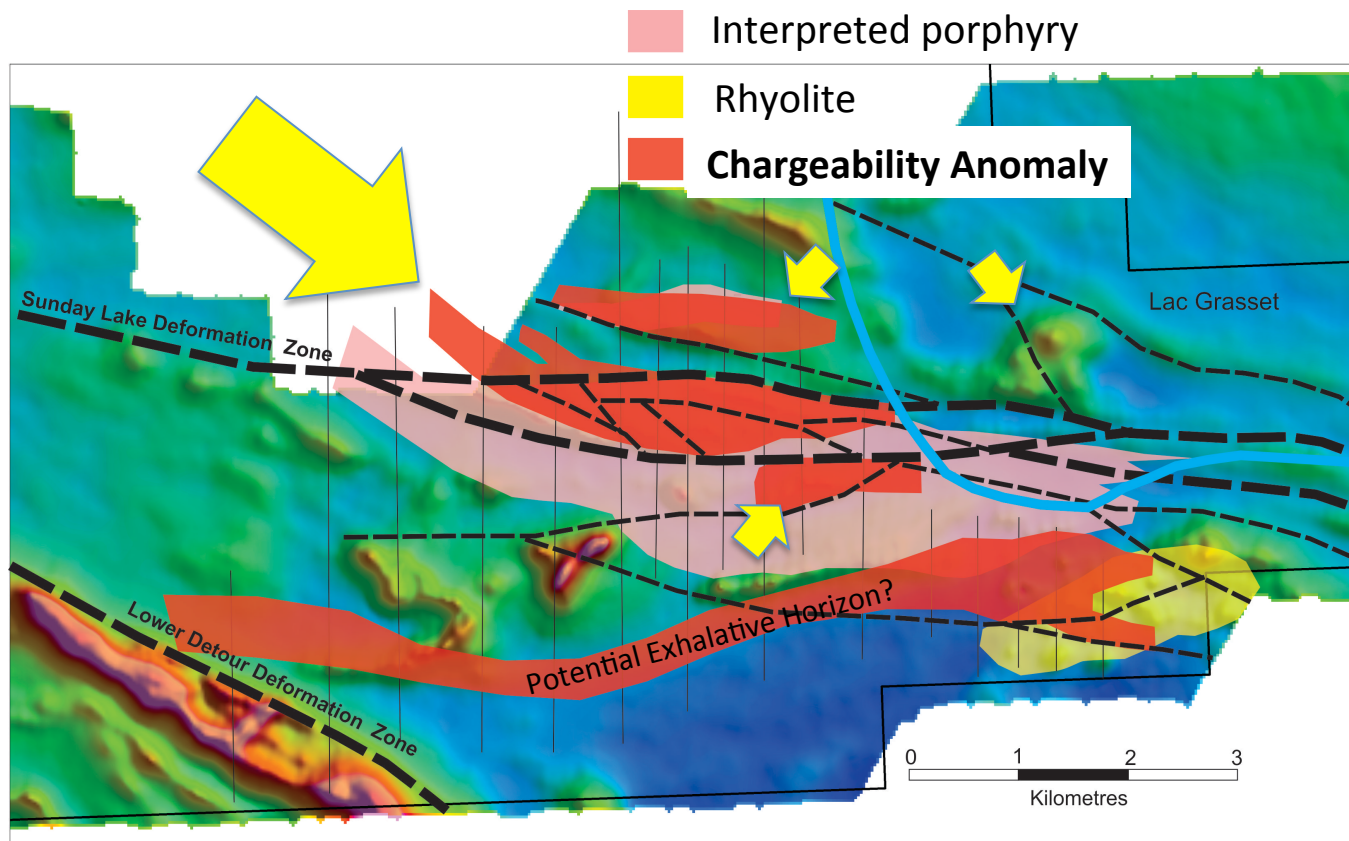 Interpreted porphyry
Rhyolite
Chargeability Anomaly
Sunday Lake Deformation Zone
Lac Grasset
Potential Exhalative Horizon?
Lower Detour Deformation Zone
0 1 2 3
Kilometres